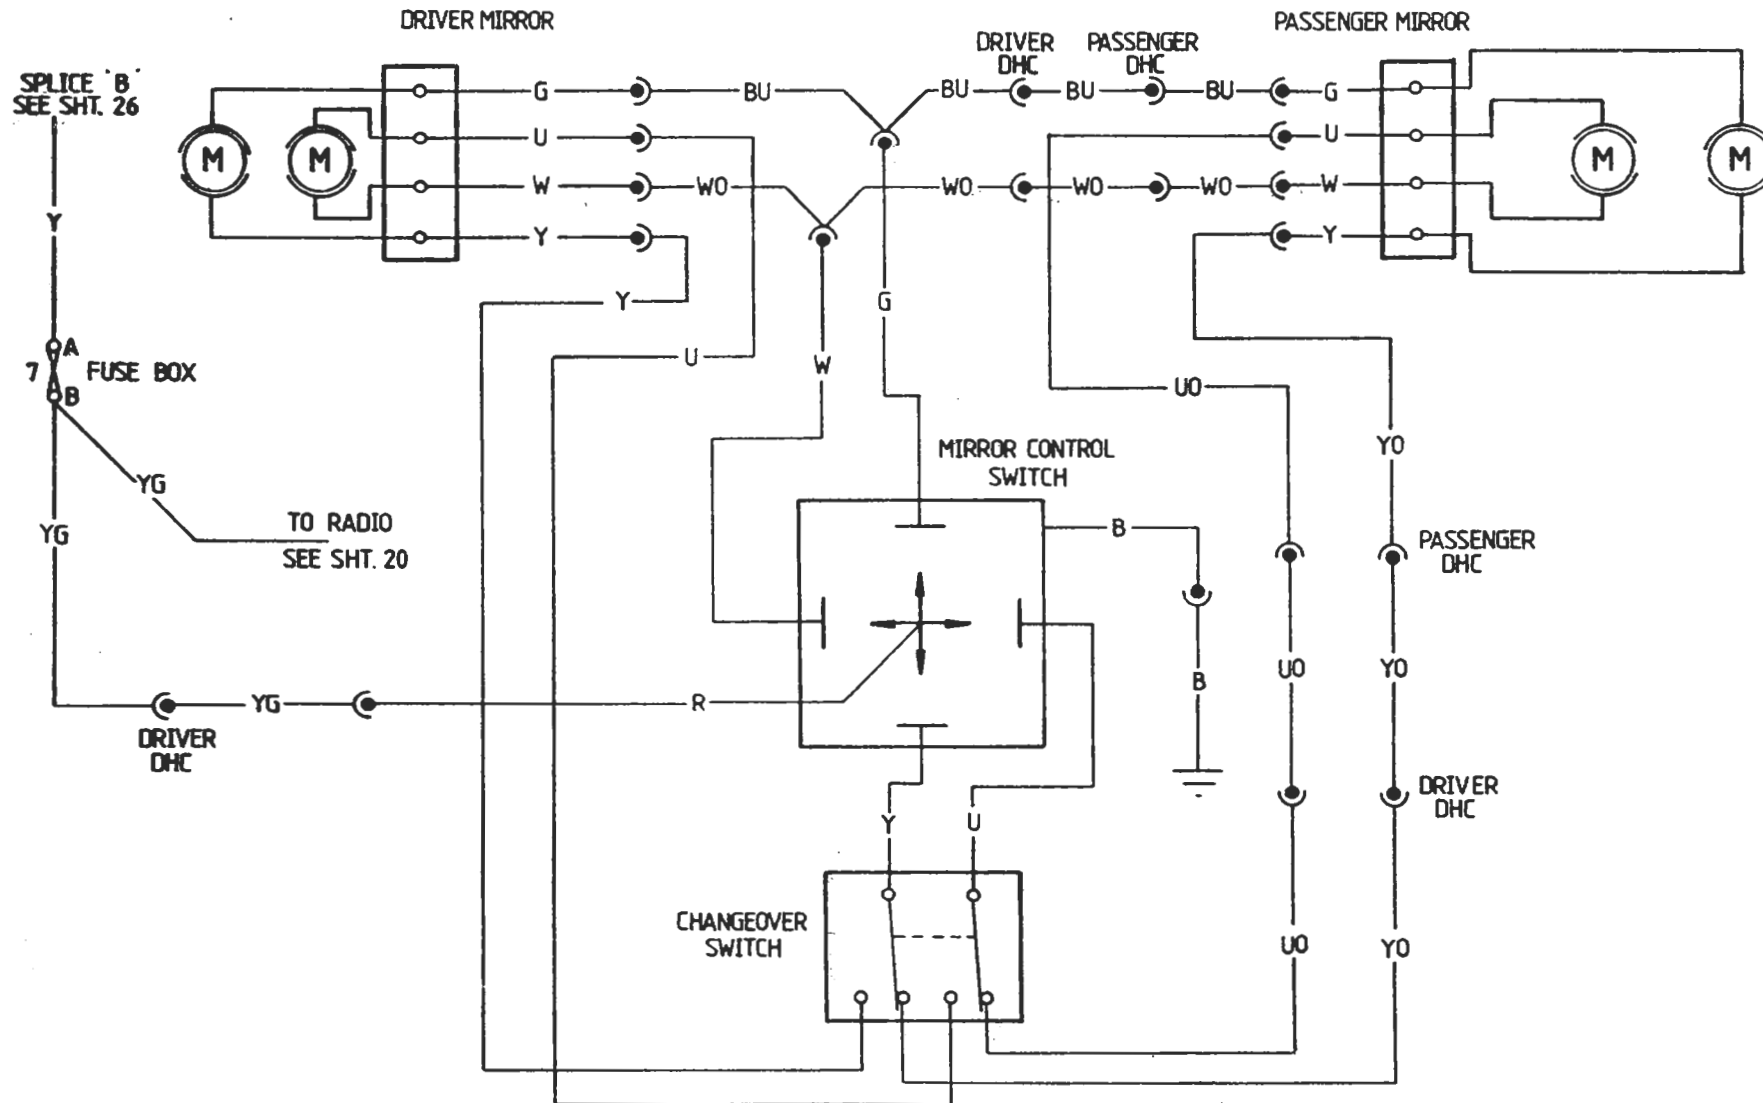 DRIVER MIRROR
PASSENGER MIRROR
DRIVER
DHC
PASSENGER
DHC
SPLICE 'B'
SEE SHT. 26
G
BU
BU
BU
BU
G
U
U
M
M
M
M
W
WO
WO
WO
WO
W
Y
Y
Y
Y
G
U
W
UO
A
7
FUSE BOX
B
YO
MIRROR CONTROL
SWITCH
YG
TO RADIO
SEE SHT. 20
YG
B
PASSENGER
DHC
UO
YO
B
YG
R
DRIVER
DHC
DRIVER
DHC
Y
U
CHANGEOVER
SWITCH
UO
YO